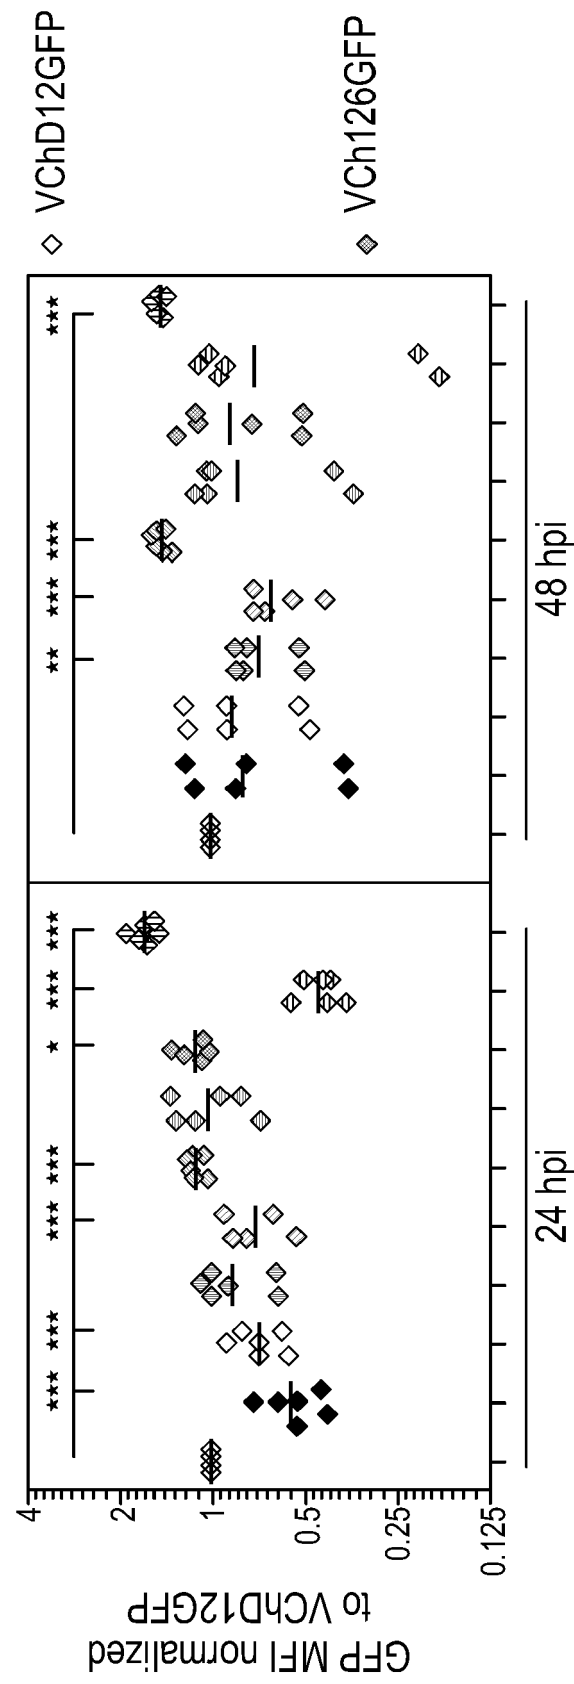 GFP MFI normalized
to VChD12GFP
4
2
1
0.5
0.25
0.125
*** *** *** *** * *** ***
** *** *** ***
24 hpi
48 hpi
VChD12GFP
VCh126GFP